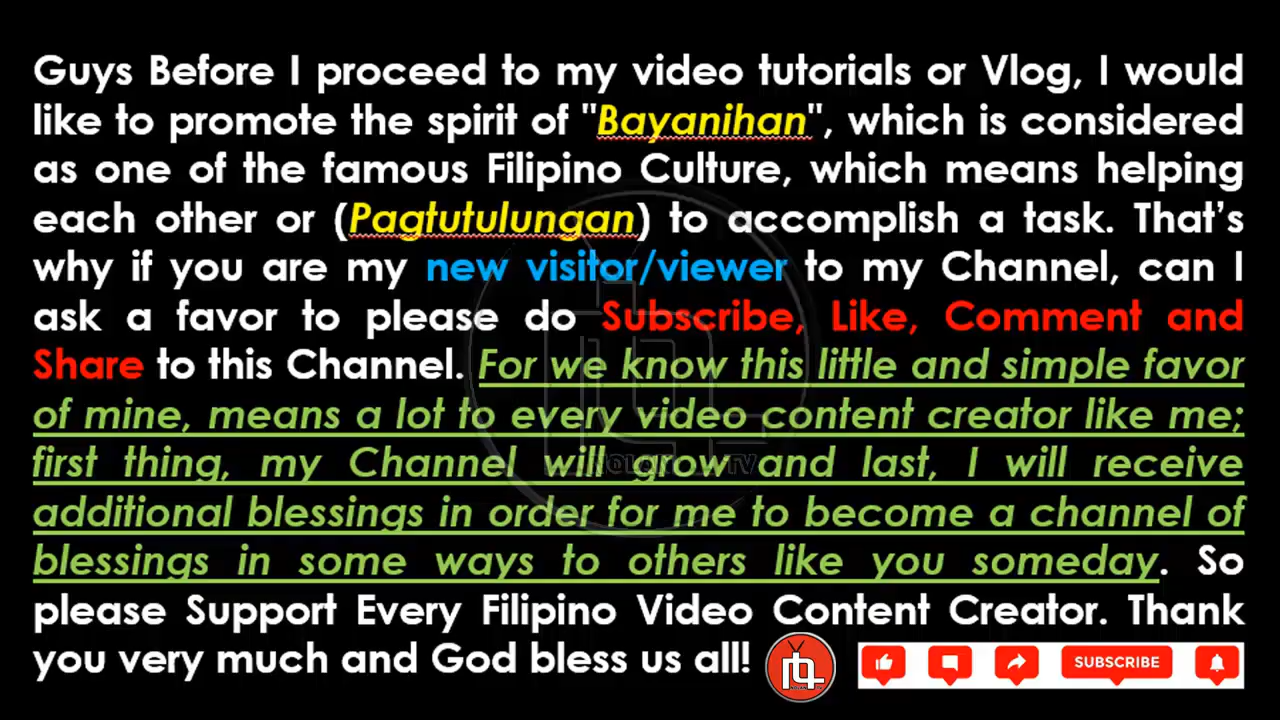 Guys Before I proceed to my video tutorials or Vlog, I would
like to promote the spirit of "Bayanihan", which is considered
as one of the famous Filipino Culture, which means helping
each other or (Pagtutulungan) to accomplish a task. That's
why if you are my new visitor/viewer to my Channel, can I
ask a favor to please do Subscribe, Like, Comment and
Share to this Channel. For we know this little and simple favor
of mine, means a lot to every video content creator like me;
first thing, my Channel will grow and last, I will receive
additional blessings in order for me to become a channel of
blessings in some ways to others like you someday. So
please Support Every Filipino Video Content Creator. Thank
you very much and God bless us all!
SUBSCRIBE